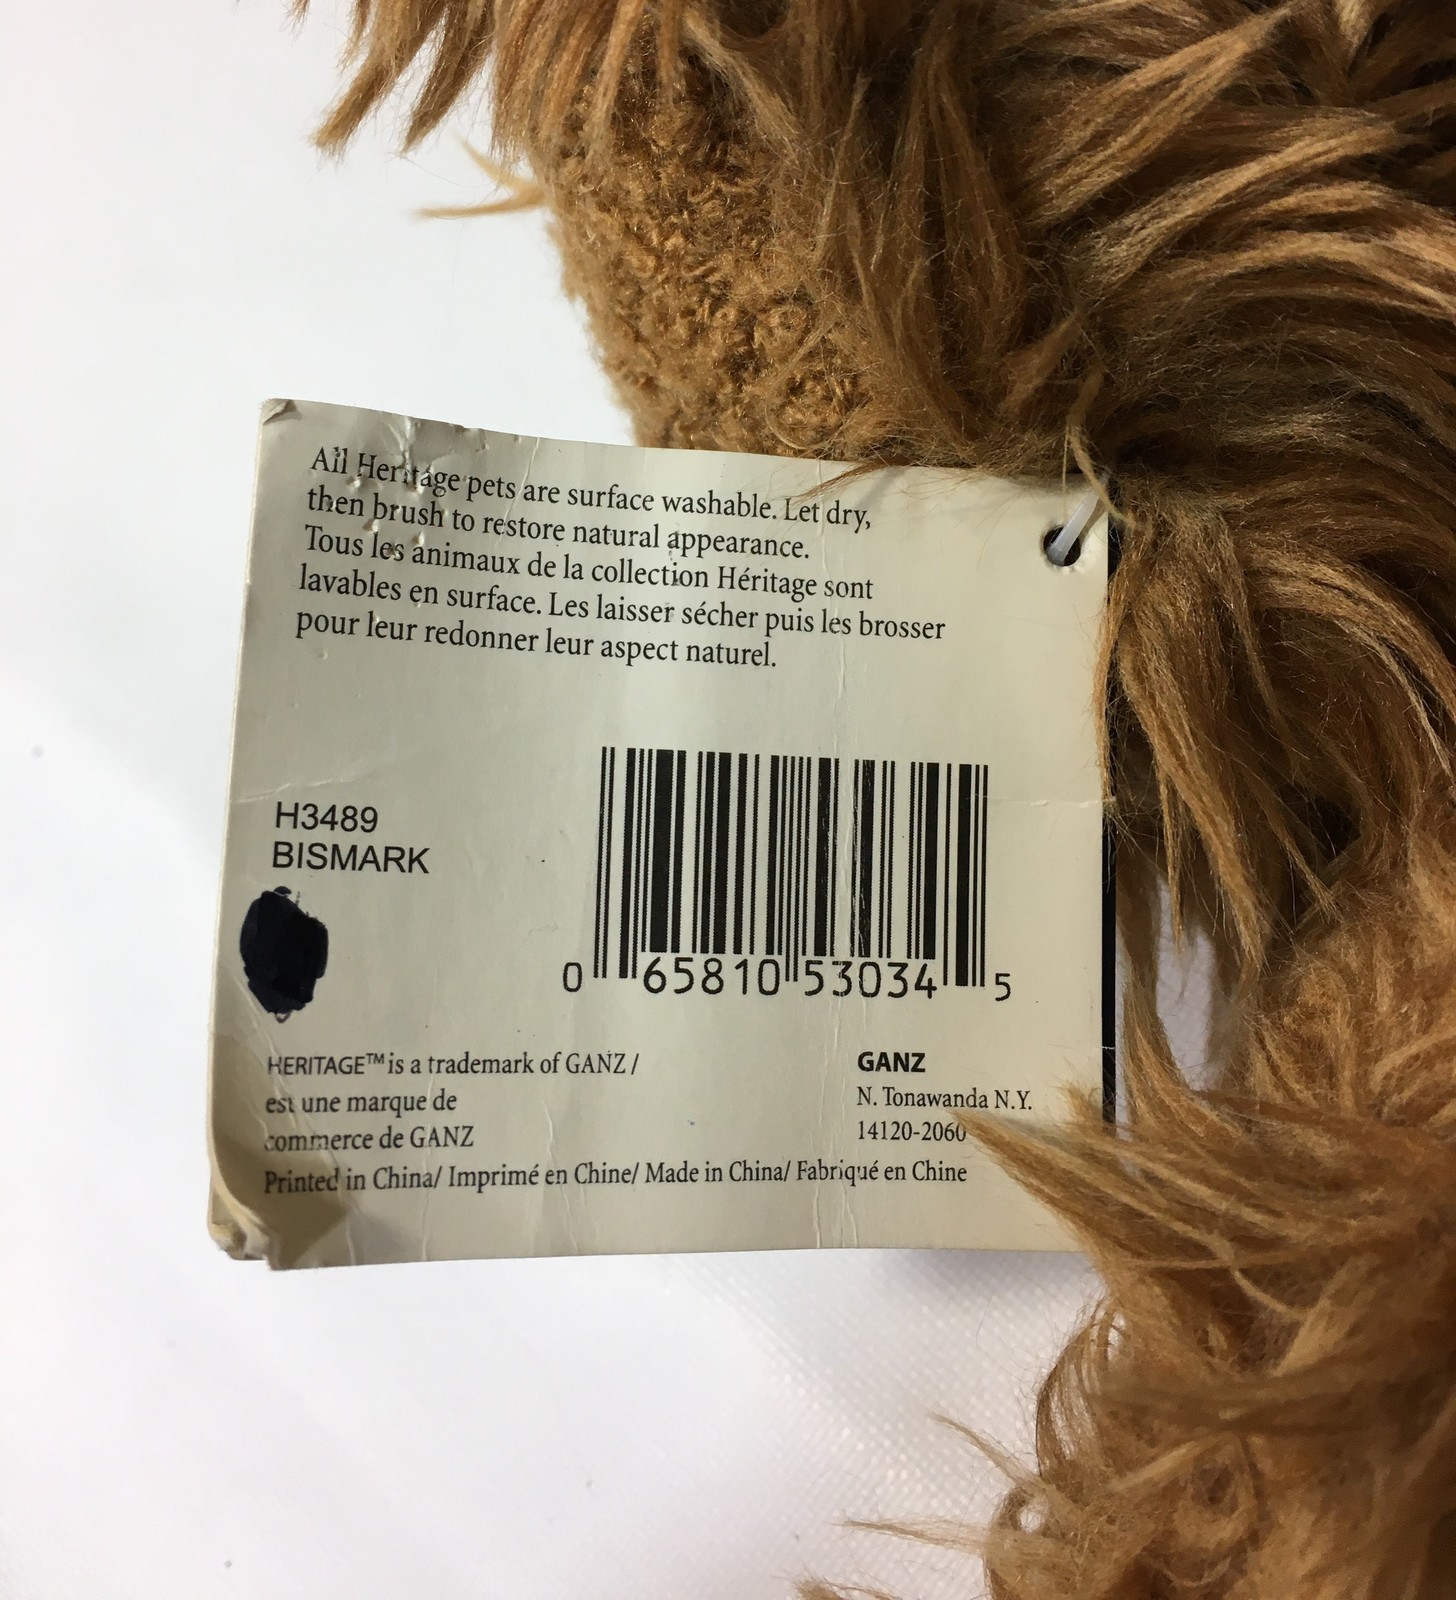 All Heritage pets are surface washable. Let dry,
then brush to restore natural appearance.
Tous les animaux de la collection Héritage sont
lavables en surface. Les laisser sécher puis les brosser
pour leur redonner leur aspect naturel.
H3489
BISMARK
0 65810 53034 5
HERITAGE™ is a trademark of GANZ /
est une marque de
commerce de GANZ
GANZ
N. Tonawanda N.Y.
14120-2060
Printed in China/ Imprimé en Chine/ Made in China/ Fabriqué en Chine